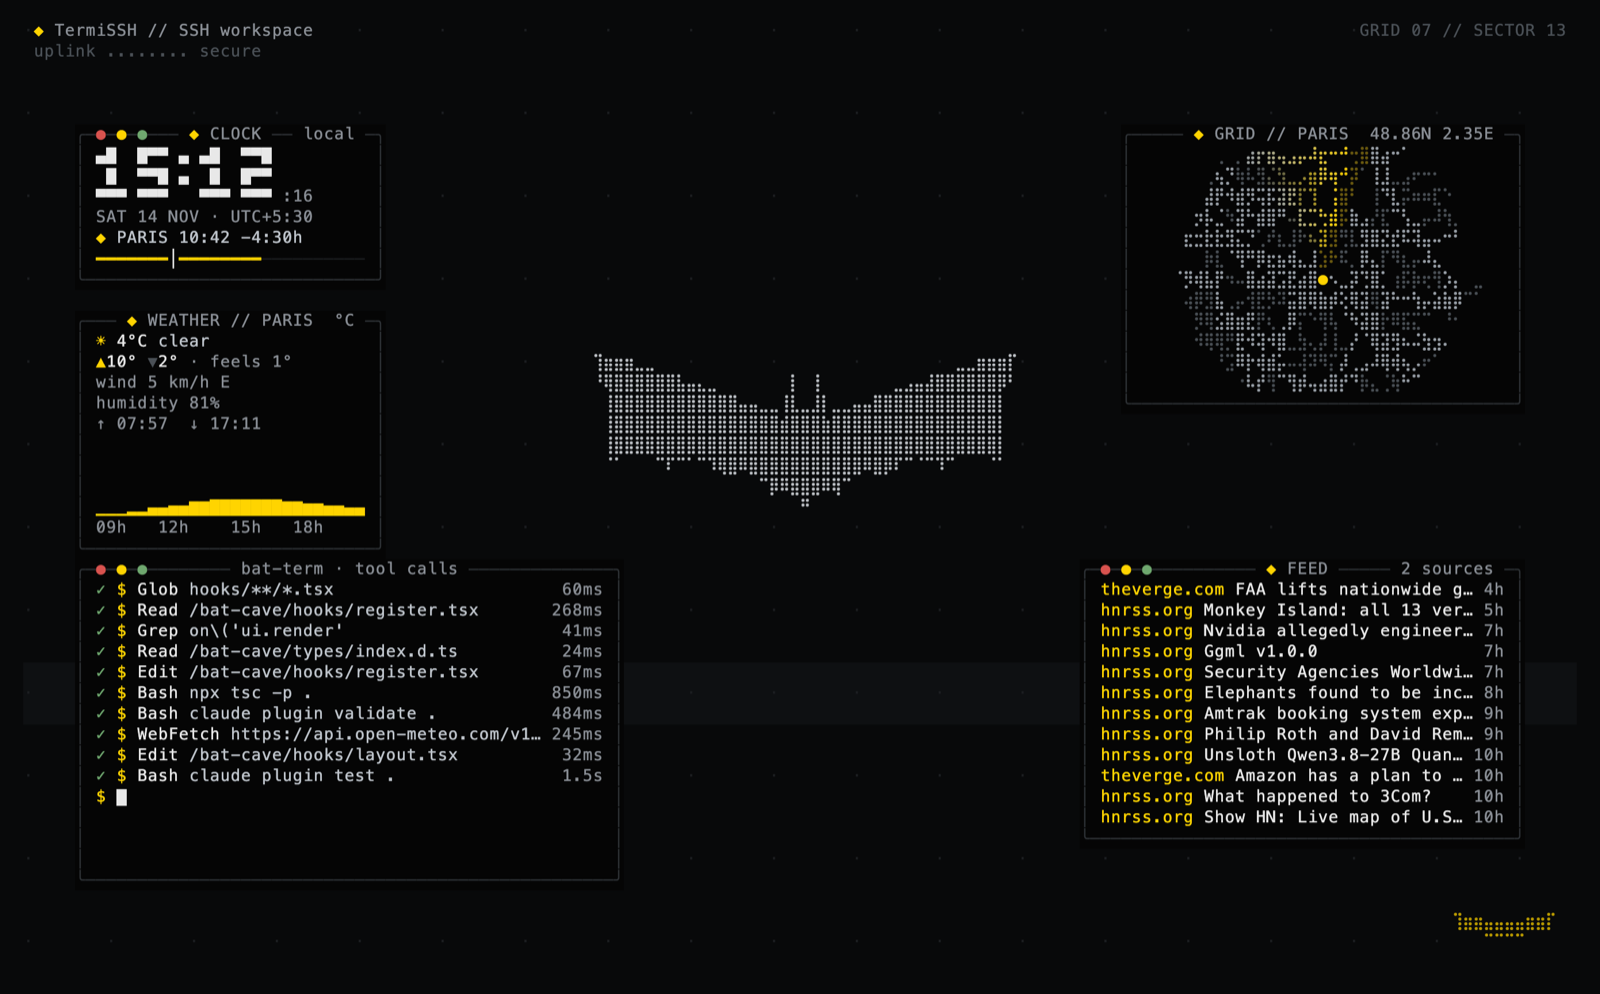 ◆ TermiSSH // SSH workspace
uplink ........ secure
GRID 07 // SECTOR 13
◆ CLOCK local
15:12 :16
SAT 14 NOV · UTC+5:30
◆ PARIS 10:42 −4:30h
◆ GRID // PARIS 48.86N 2.35E
◆ WEATHER // PARIS °C
☀ 4°C clear
▲10° ▼2° · feels 1°
wind 5 km/h E
humidity 81%
↑ 07:57 ↓ 17:11
09h 12h 15h 18h
bat-term · tool calls
✓ $ Glob hooks/**/*.tsx 60ms
✓ $ Read /bat-cave/hooks/register.tsx 268ms
✓ $ Grep on\('ui.render' 41ms
✓ $ Read /bat-cave/types/index.d.ts 24ms
✓ $ Edit /bat-cave/hooks/register.tsx 67ms
✓ $ Bash npx tsc -p . 850ms
✓ $ Bash claude plugin validate . 484ms
✓ $ WebFetch https://api.open-meteo.com/v1… 245ms
✓ $ Edit /bat-cave/hooks/layout.tsx 32ms
✓ $ Bash claude plugin test . 1.5s
$
◆ FEED 2 sources
theverge.com FAA lifts nationwide g… 4h
hnrss.org Monkey Island: all 13 ver… 5h
hnrss.org Nvidia allegedly engineer… 7h
hnrss.org Ggml v1.0.0 7h
hnrss.org Security Agencies Worldwi… 7h
hnrss.org Elephants found to be inc… 8h
hnrss.org Amtrak booking system exp… 9h
hnrss.org Philip Roth and David Rem… 9h
hnrss.org Unsloth Qwen3.8-27B Quan… 10h
theverge.com Amazon has a plan to … 10h
hnrss.org What happened to 3Com? 10h
hnrss.org Show HN: Live map of U.S… 10h